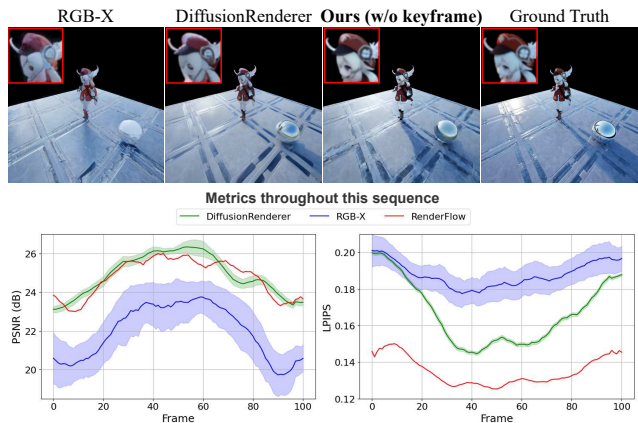 RGB-X DiffusionRenderer Ours (w/o keyframe) Ground Truth
Metrics throughout this sequence
DiffusionRenderer RGB-X RenderFlow
PSNR (dB)
26
24
22
20
0 20 40 60 80 100
Frame
LPIPS
0.20
0.18
0.16
0.14
0.12
0 20 40 60 80 100
Frame